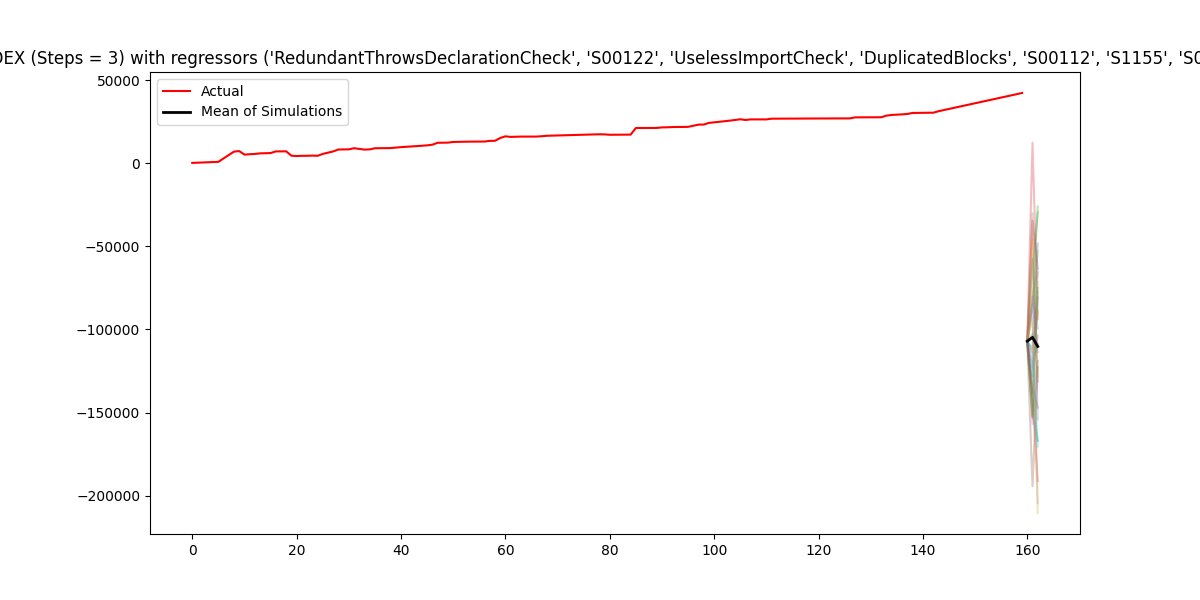 DEX (Steps = 3) with regressors ('RedundantThrowsDeclarationCheck', 'S00122', 'UselessImportCheck', 'DuplicatedBlocks', 'S00112', 'S1155', 'S0
50000
Actual
Mean of Simulations
0
−50000
−100000
−150000
−200000
0 20 40 60 80 100 120 140 160